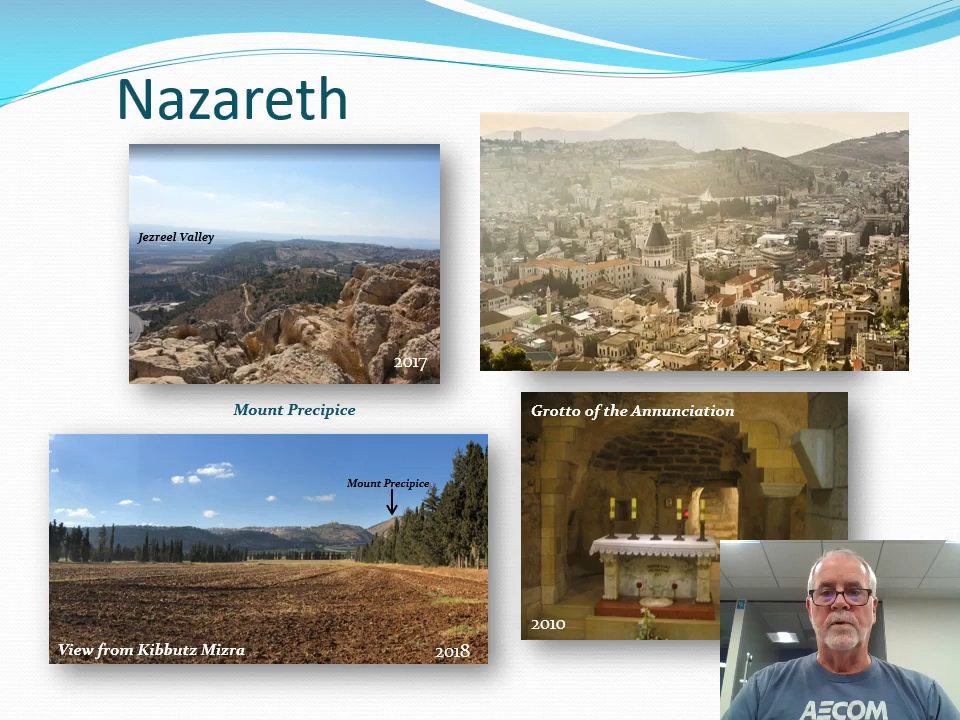 Nazareth
Jezreel Valley
2017
Mount Precipice
Mount Precipice
View from Kibbutz Mizra
2018
Grotto of the Annunciation
2010
AECOM